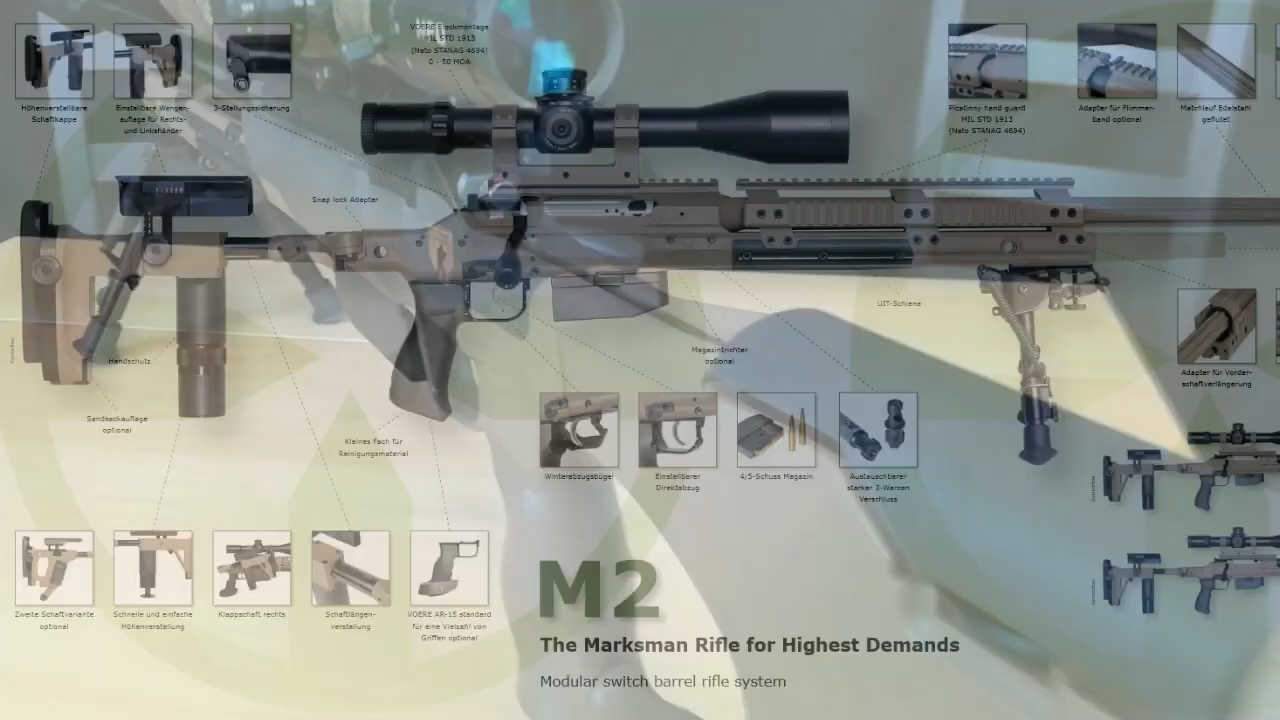 VOERE Blockmontage
MIL STD 1913
(Nato STANAG 4694)
0 - 50 MOA
Höhenverstellbare
Schaftkappe
Einstellbare Wangen-
auflage für Rechts-
und Linkshänder
3-Stellungssicherung
Picatinny hand guard
MIL STD 1913
(Nato STANAG 4694)
Adapter für Flimmer-
band optional
Matchlauf Edelstahl
geflutet
Snap lock Adapter
UIT-Schiene
Handschutz
Magazintrichter
optional
Adapter für Vorder-
schaftverlängerung
Sandsackauflage
optional
Kleines Fach für
Reinigungsmaterial
Winterabzugsbügel
Einstellbarer
Direktabzug
4/5-Schuss Magazin
Austauschbarer
starker 3-Warzen
Verschluss
Zweite Schaftvariante
optional
Schnelle und einfache
Höhenverstellung
Klappschaft rechts
Schaftlängen-
verstellung
VOERE AR-15 standard
für eine Vielzahl von
Griffen optional
M2
The Marksman Rifle for Highest Demands
Modular switch barrel rifle system